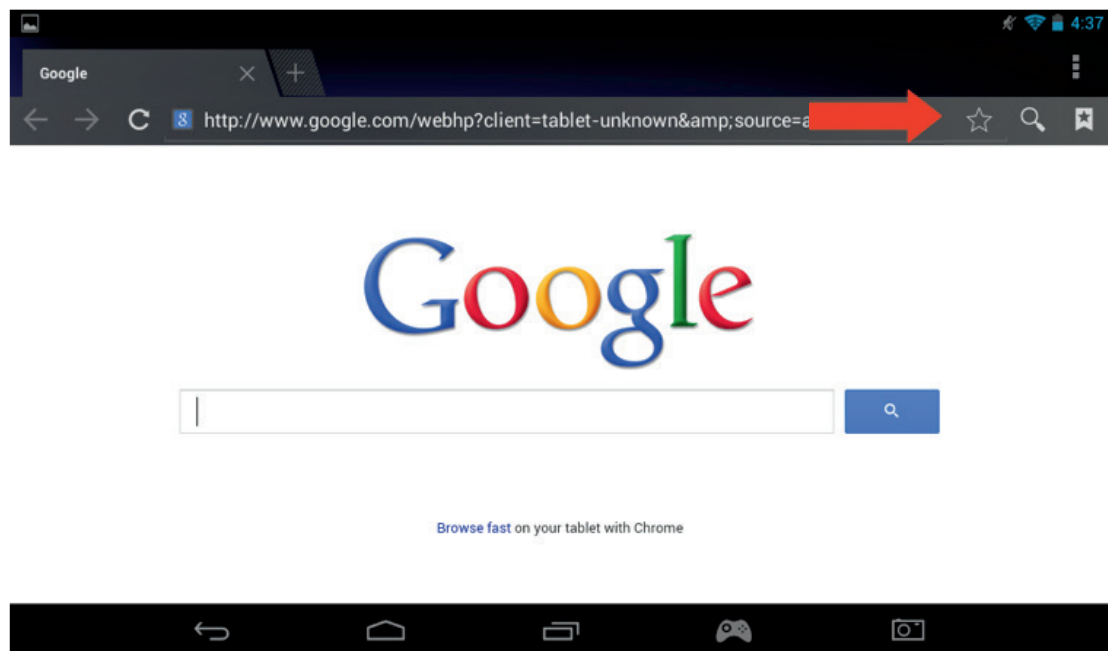 4:37
Google
http://www.google.com/webhp?client=tablet-unknown&amp;source=a
Google
Browse fast on your tablet with Chrome